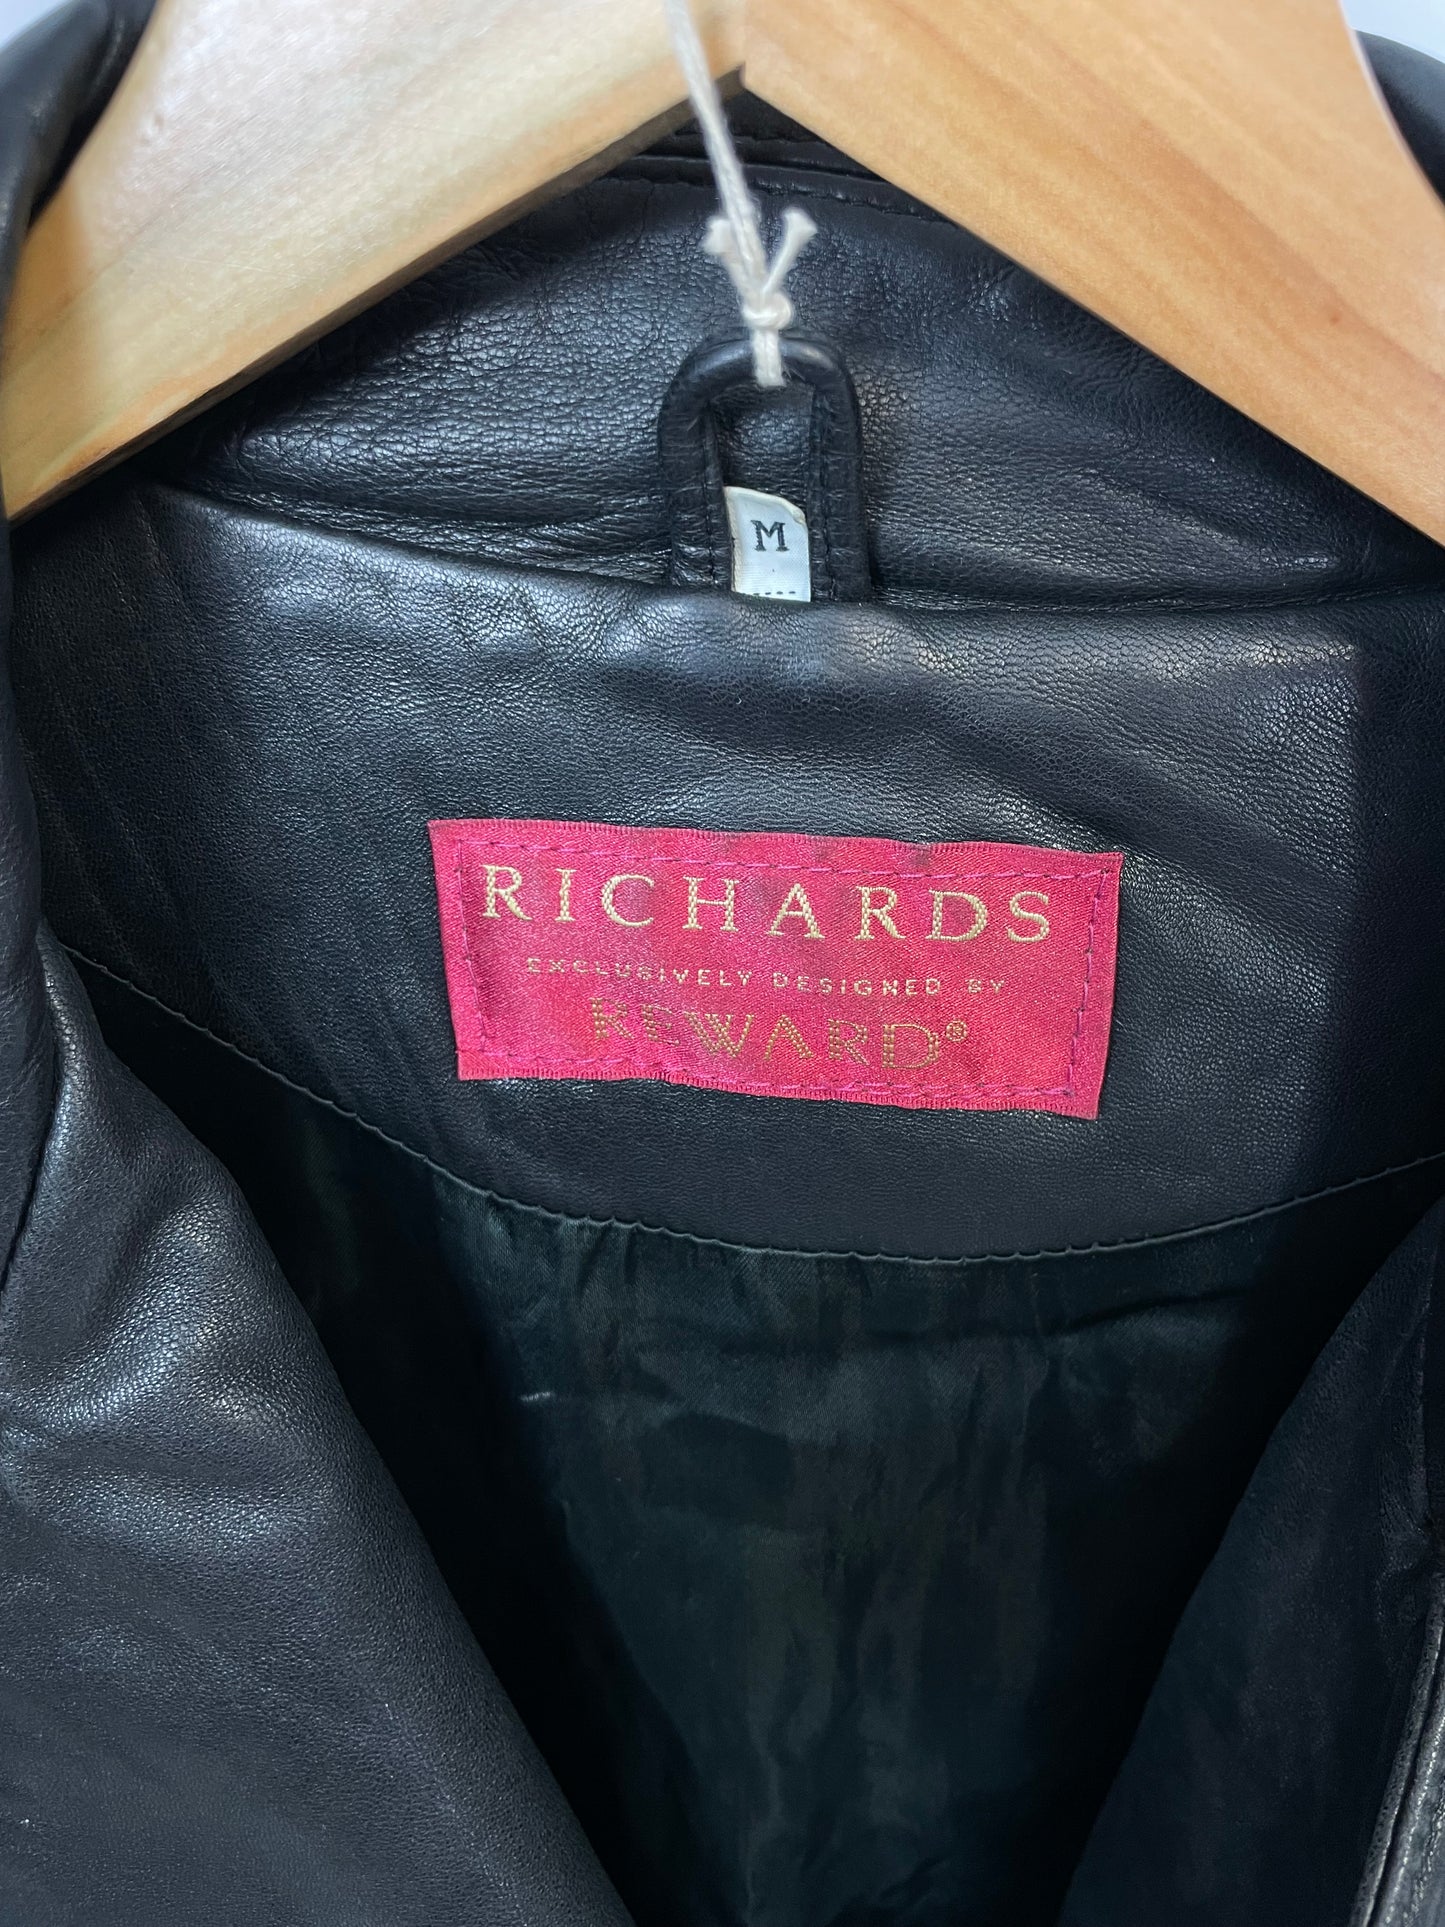 M
RICHARDS
EXCLUSIVELY DESIGNED BY
REWARD®